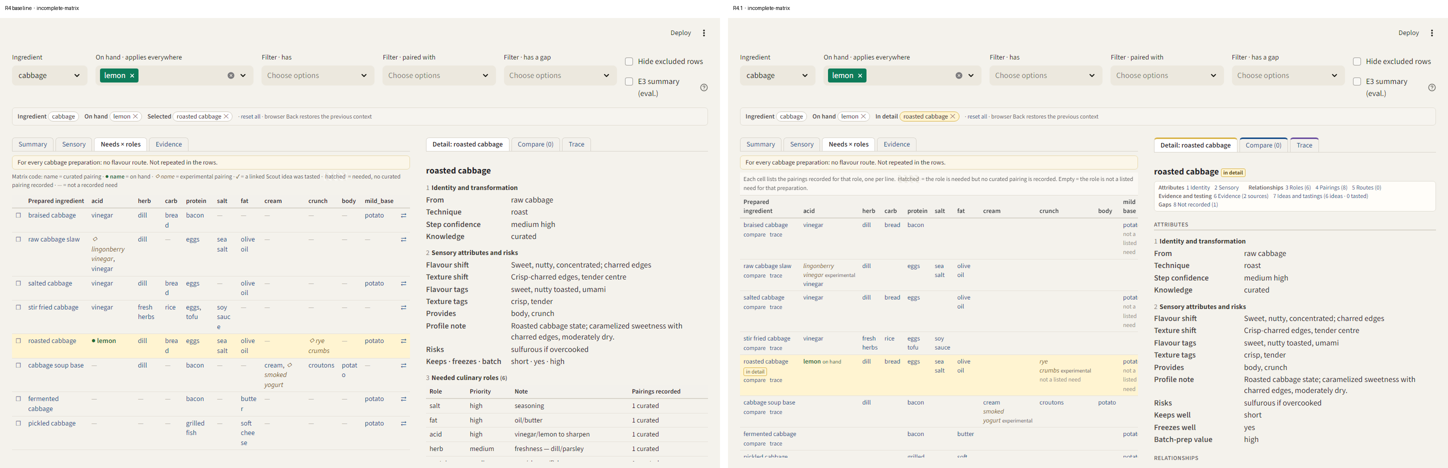 R4 baseline · incomplete-matrix
Deploy
Ingredient
On hand · applies everywhere
Filter · has
Filter · paired with
Filter · has a gap
cabbage
lemon ×
Choose options
Choose options
Choose options
Hide excluded rows
E3 summary (eval.)
Ingredient cabbage On hand lemon × Selected roasted cabbage × · reset all · browser Back restores the previous context
Summary Sensory Needs × roles Evidence
For every cabbage preparation: no flavour route. Not repeated in the rows.
Matrix code: name = curated pairing · ● name = on hand · name = experimental pairing · = a linked Scout idea was tasted · hatched = needed, no curated
pairing recorded · — = not a recorded need
Prepared ingredient acid herb carb protein salt fat cream crunch body mild_base
braised cabbage vinegar dill bread bacon — — — — — potato
raw cabbage slaw lingonberry vinegar, vinegar dill — eggs sea salt olive oil — — — potato
salted cabbage vinegar dill bread eggs sea salt olive oil — — — potato
stir fried cabbage vinegar fresh herbs rice eggs, tofu soy sauce — — — — —
roasted cabbage ● lemon dill bread eggs sea salt olive oil — rye crumbs — potato
cabbage soup base — dill — bacon — — cream, smoked yogurt croutons potato —
fermented cabbage — — — bacon — butter — — — potato
pickled cabbage — — — grilled fish — soft cheese — — — potato
Detail: roasted cabbage Compare (0) Trace
roasted cabbage
1 Identity and transformation
From raw cabbage
Technique roast
Step confidence medium high
Knowledge curated
2 Sensory attributes and risks
Flavour shift Sweet, nutty, concentrated; charred edges
Texture shift Crisp-charred edges, tender centre
Flavour tags sweet, nutty toasted, umami
Texture tags crisp, tender
Provides body, crunch
Profile note Roasted cabbage state; caramelized sweetness with
charred edges, moderately dry.
Risks sulfurous if overcooked
Keeps · freezes · batch short · yes · high
3 Needed culinary roles (6)
Role Priority Note Pairings recorded
salt high seasoning 1 curated
fat high oil/butter 1 curated
acid high vinegar/lemon to sharpen 1 curated
herb medium freshness — dill/parsley 1 curated
R4.1 · incomplete-matrix
Deploy
Ingredient
On hand · applies everywhere
Filter · has
Filter · paired with
Filter · has a gap
cabbage
lemon ×
Choose options
Choose options
Choose options
Hide excluded rows
E3 summary (eval.)
Ingredient cabbage On hand lemon × In detail roasted cabbage × · reset all · browser Back restores the previous context
Summary Sensory Needs × roles Evidence
For every cabbage preparation: no flavour route. Not repeated in the rows.
Each cell lists the pairings recorded for that role, one per line. Hatched = the role is needed but no curated pairing is recorded. Empty = the role is not a listed
need for that preparation.
Prepared ingredient acid herb carb protein salt fat cream crunch body mild base
braised cabbage vinegar dill bread bacon potat
compare trace not a listed need
raw cabbage slaw lingonberry vinegar experimental vinegar dill eggs sea salt olive oil
compare trace
salted cabbage vinegar dill bread eggs olive oil potat
compare trace not a listed need
stir fried cabbage vinegar fresh herbs rice eggs tofu soy sauce
compare trace
roasted cabbage lemon on hand dill bread eggs sea salt olive oil rye crumbs experimental not a listed need potat
in detail
compare trace not a listed need
cabbage soup base dill bacon cream smoked yogurt experimental croutons potato
compare trace
fermented cabbage bacon butter potat
compare trace
pickled cabbage grilled soft potat
Detail: roasted cabbage Compare (0) Trace
roasted cabbage in detail
Attributes 1 Identity 2 Sensory Relationships 3 Roles (6) 4 Pairings (8) 5 Routes (0)
Evidence and testing 6 Evidence (2 sources) 7 Ideas and tastings (6 ideas · 0 tasted)
Gaps 8 Not recorded (1)
ATTRIBUTES
1 Identity and transformation
From raw cabbage
Technique roast
Step confidence medium high
Knowledge curated
2 Sensory attributes and risks
Flavour shift Sweet, nutty, concentrated; charred edges
Texture shift Crisp-charred edges, tender centre
Flavour tags sweet, nutty toasted, umami
Texture tags crisp, tender
Provides body, crunch
Profile note Roasted cabbage state; caramelized sweetness with
charred edges, moderately dry.
Risks sulfurous if overcooked
Keeps well short
Freezes well yes
Batch-prep value high
RELATIONSHIPS